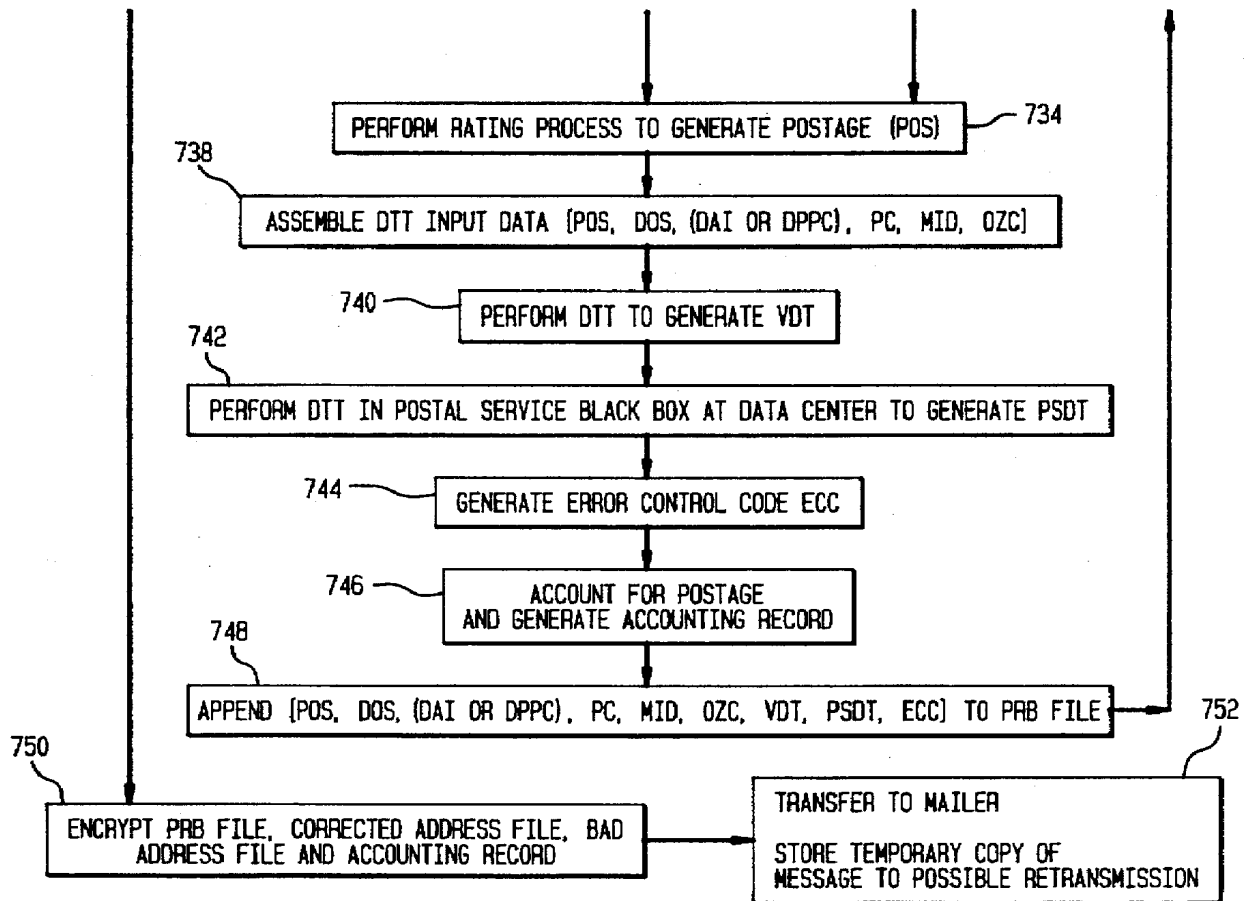 PERFORM RATING PROCESS TO GENERATE POSTAGE (POS)
734
738
ASSEMBLE DTT INPUT DATA [POS, DOS, (DAI OR DPPC), PC, MID, OZC]
740
PERFORM DTT TO GENERATE VDT
742
PERFORM DTT IN POSTAL SERVICE BLACK BOX AT DATA CENTER TO GENERATE PSDT
744
GENERATE ERROR CONTROL CODE ECC
746
ACCOUNT FOR POSTAGE
AND GENERATE ACCOUNTING RECORD
748
APPEND [POS, DOS, (DAI OR DPPC), PC, MID, OZC, VDT, PSDT, ECC] TO PRB FILE
752
750
ENCRYPT PRB FILE, CORRECTED ADDRESS FILE, BAD
ADDRESS FILE AND ACCOUNTING RECORD
TRANSFER TO MAILER
STORE TEMPORARY COPY OF
MESSAGE TO POSSIBLE RETRANSMISSION